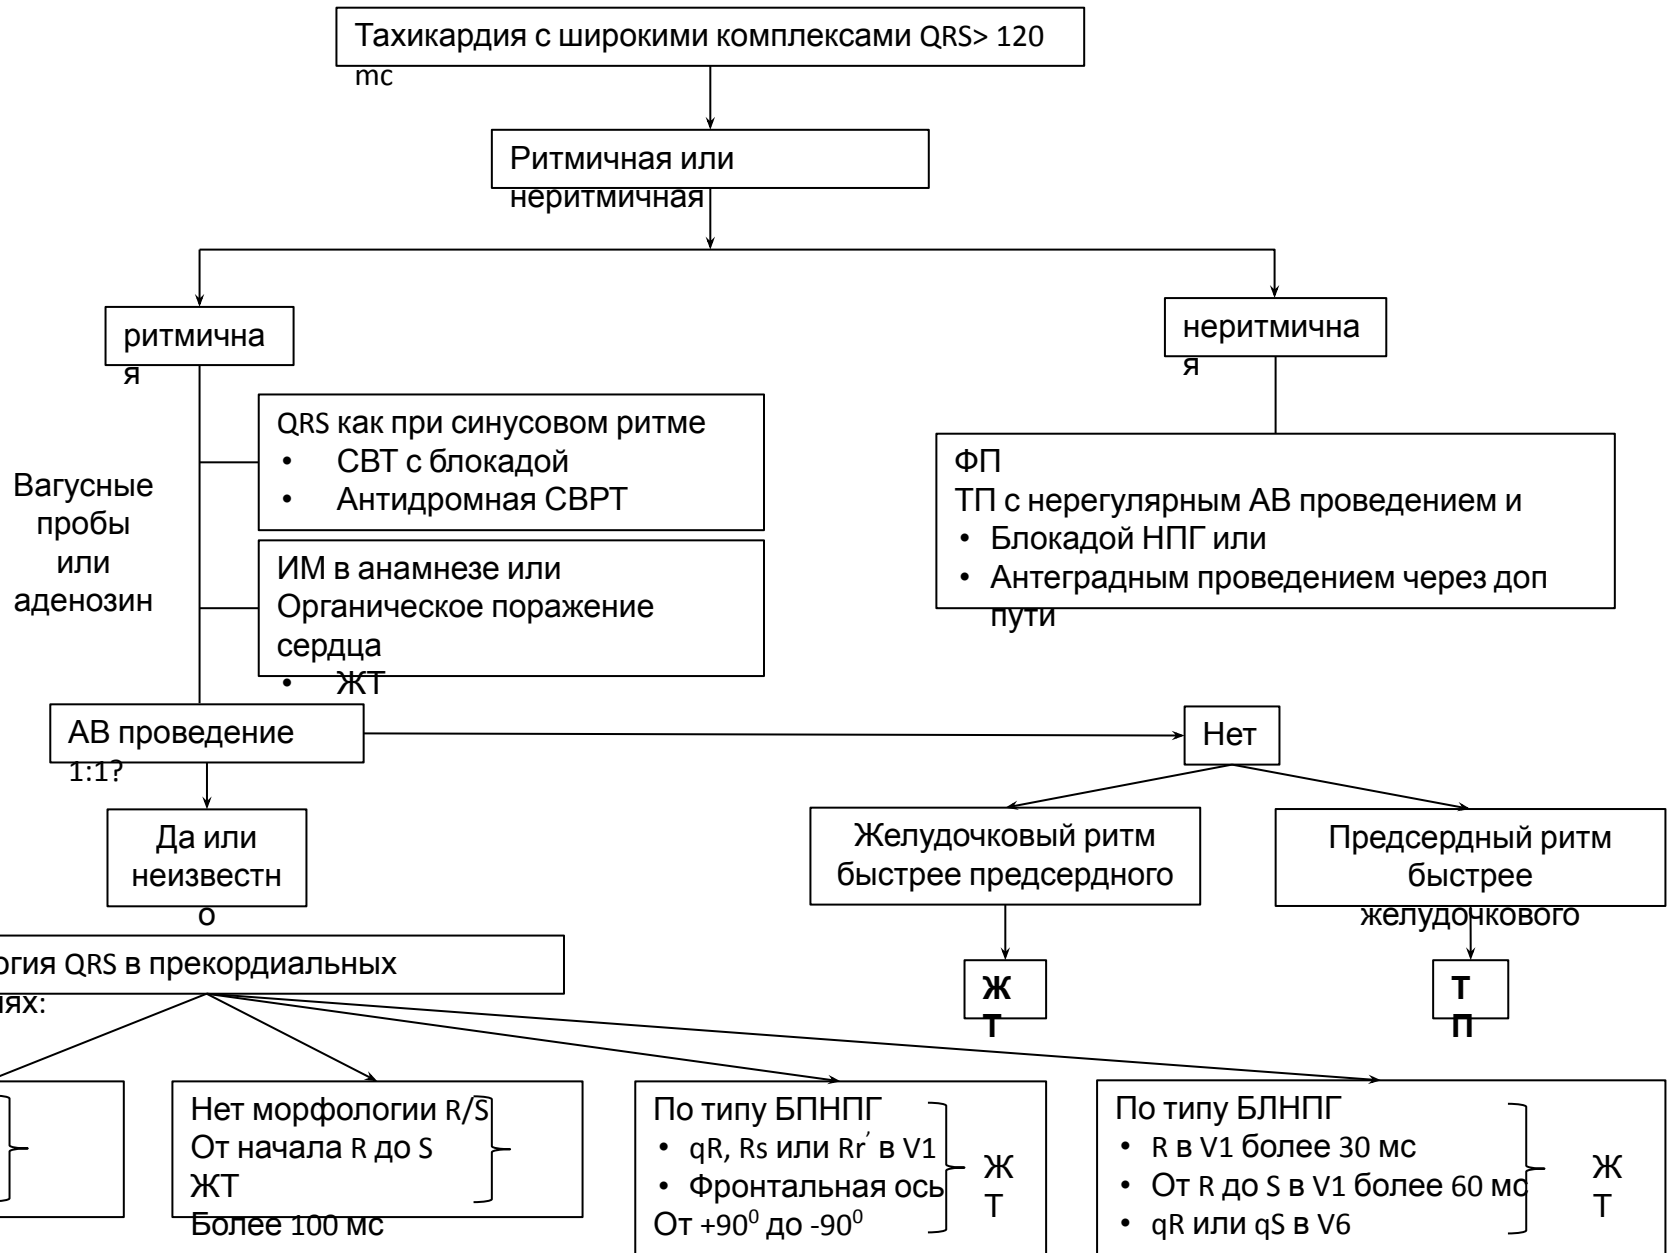 Тахикардия с широкими комплексами QRS> 120
mc
Ритмичная или
неритмичная
ритмична
я
неритмична
я
QRS как при синусовом ритме
• СВТ с блокадой
• Антидромная СВРТ
Вагусные
пробы
или
аденозин
ИМ в анамнезе или
Органическое поражение
сердца
• ЖТ
ФП
ТП с нерегулярным АВ проведением и
• Блокадой НПГ или
• Антеградным проведением через доп
пути
АВ проведение
1:1?
Нет
Да или
неизвестн
о
Желудочковый ритм
быстрее предсердного
Предсердный ритм
быстрее
желудочкового
Ж
Т
Т
П
огия QRS в прекордиальных
иях:
Нет морфологии R/S
От начала R до S
ЖТ
Более 100 мс
По типу БПНПГ
• qR, Rs или Rr′ в V1
• Фронтальная ось
От +90⁰ до -90⁰
Ж
Т
По типу БЛНПГ
• R в V1 более 30 мс
• От R до S в V1 более 60 мс
• qR или qS в V6
Ж
Т